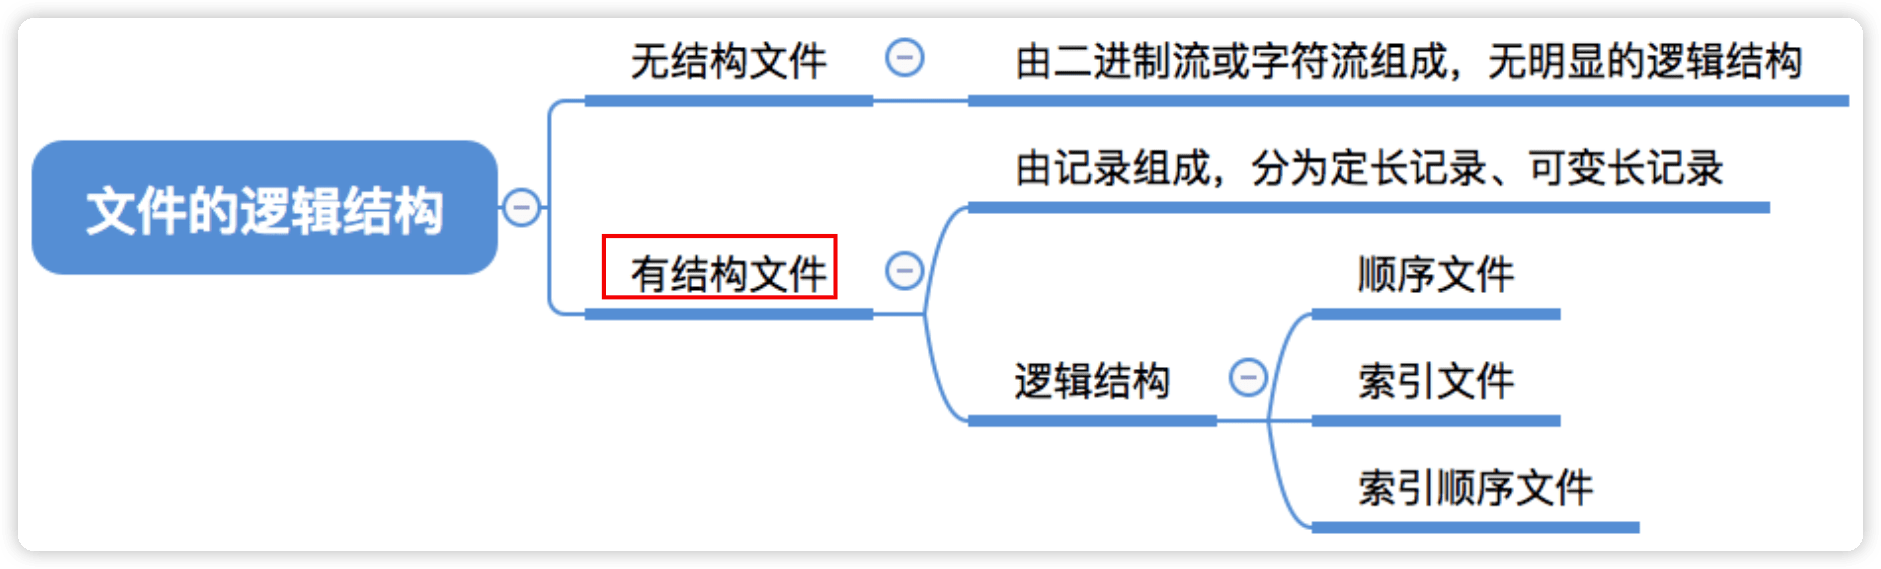 文件的逻辑结构
无结构文件
由二进制流或字符流组成，无明显的逻辑结构
有结构文件
由记录组成，分为定长记录、可变长记录
逻辑结构
顺序文件
索引文件
索引顺序文件